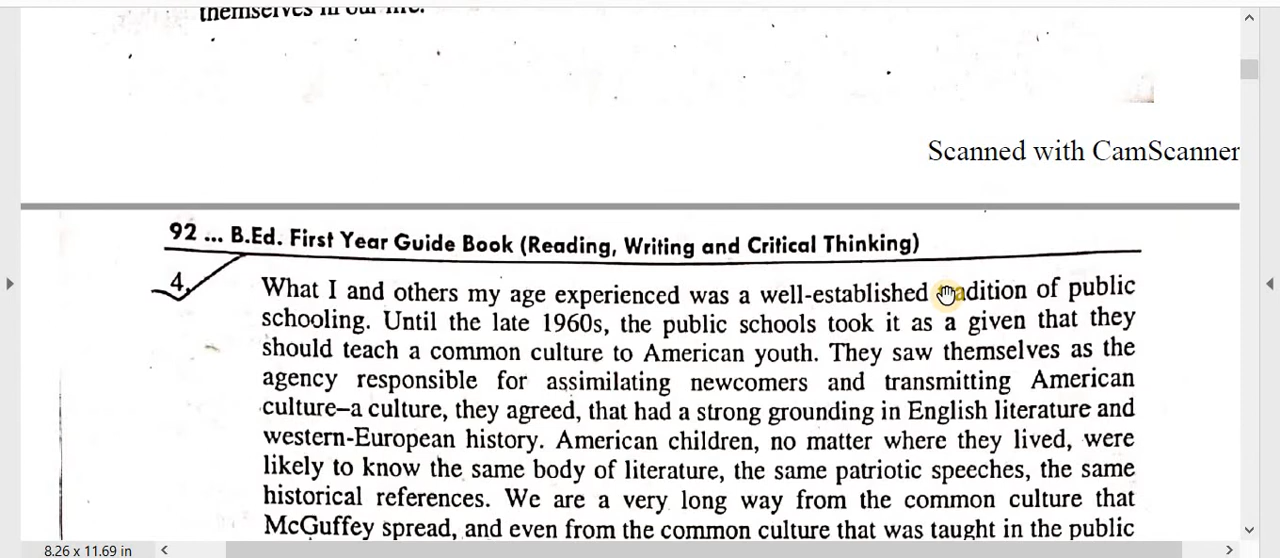 themselves in our life.
Scanned with CamScanner
92 ... B.Ed. First Year Guide Book (Reading, Writing and Critical Thinking)
4.
What I and others my age experienced was a well-established tradition of public
schooling. Until the late 1960s, the public schools took it as a given that they
should teach a common culture to American youth. They saw themselves as the
agency responsible for assimilating newcomers and transmitting American
culture–a culture, they agreed, that had a strong grounding in English literature and
western-European history. American children, no matter where they lived, were
likely to know the same body of literature, the same patriotic speeches, the same
historical references. We are a very long way from the common culture that
McGuffey spread, and even from the common culture that was taught in the public
8.26 x 11.69 in